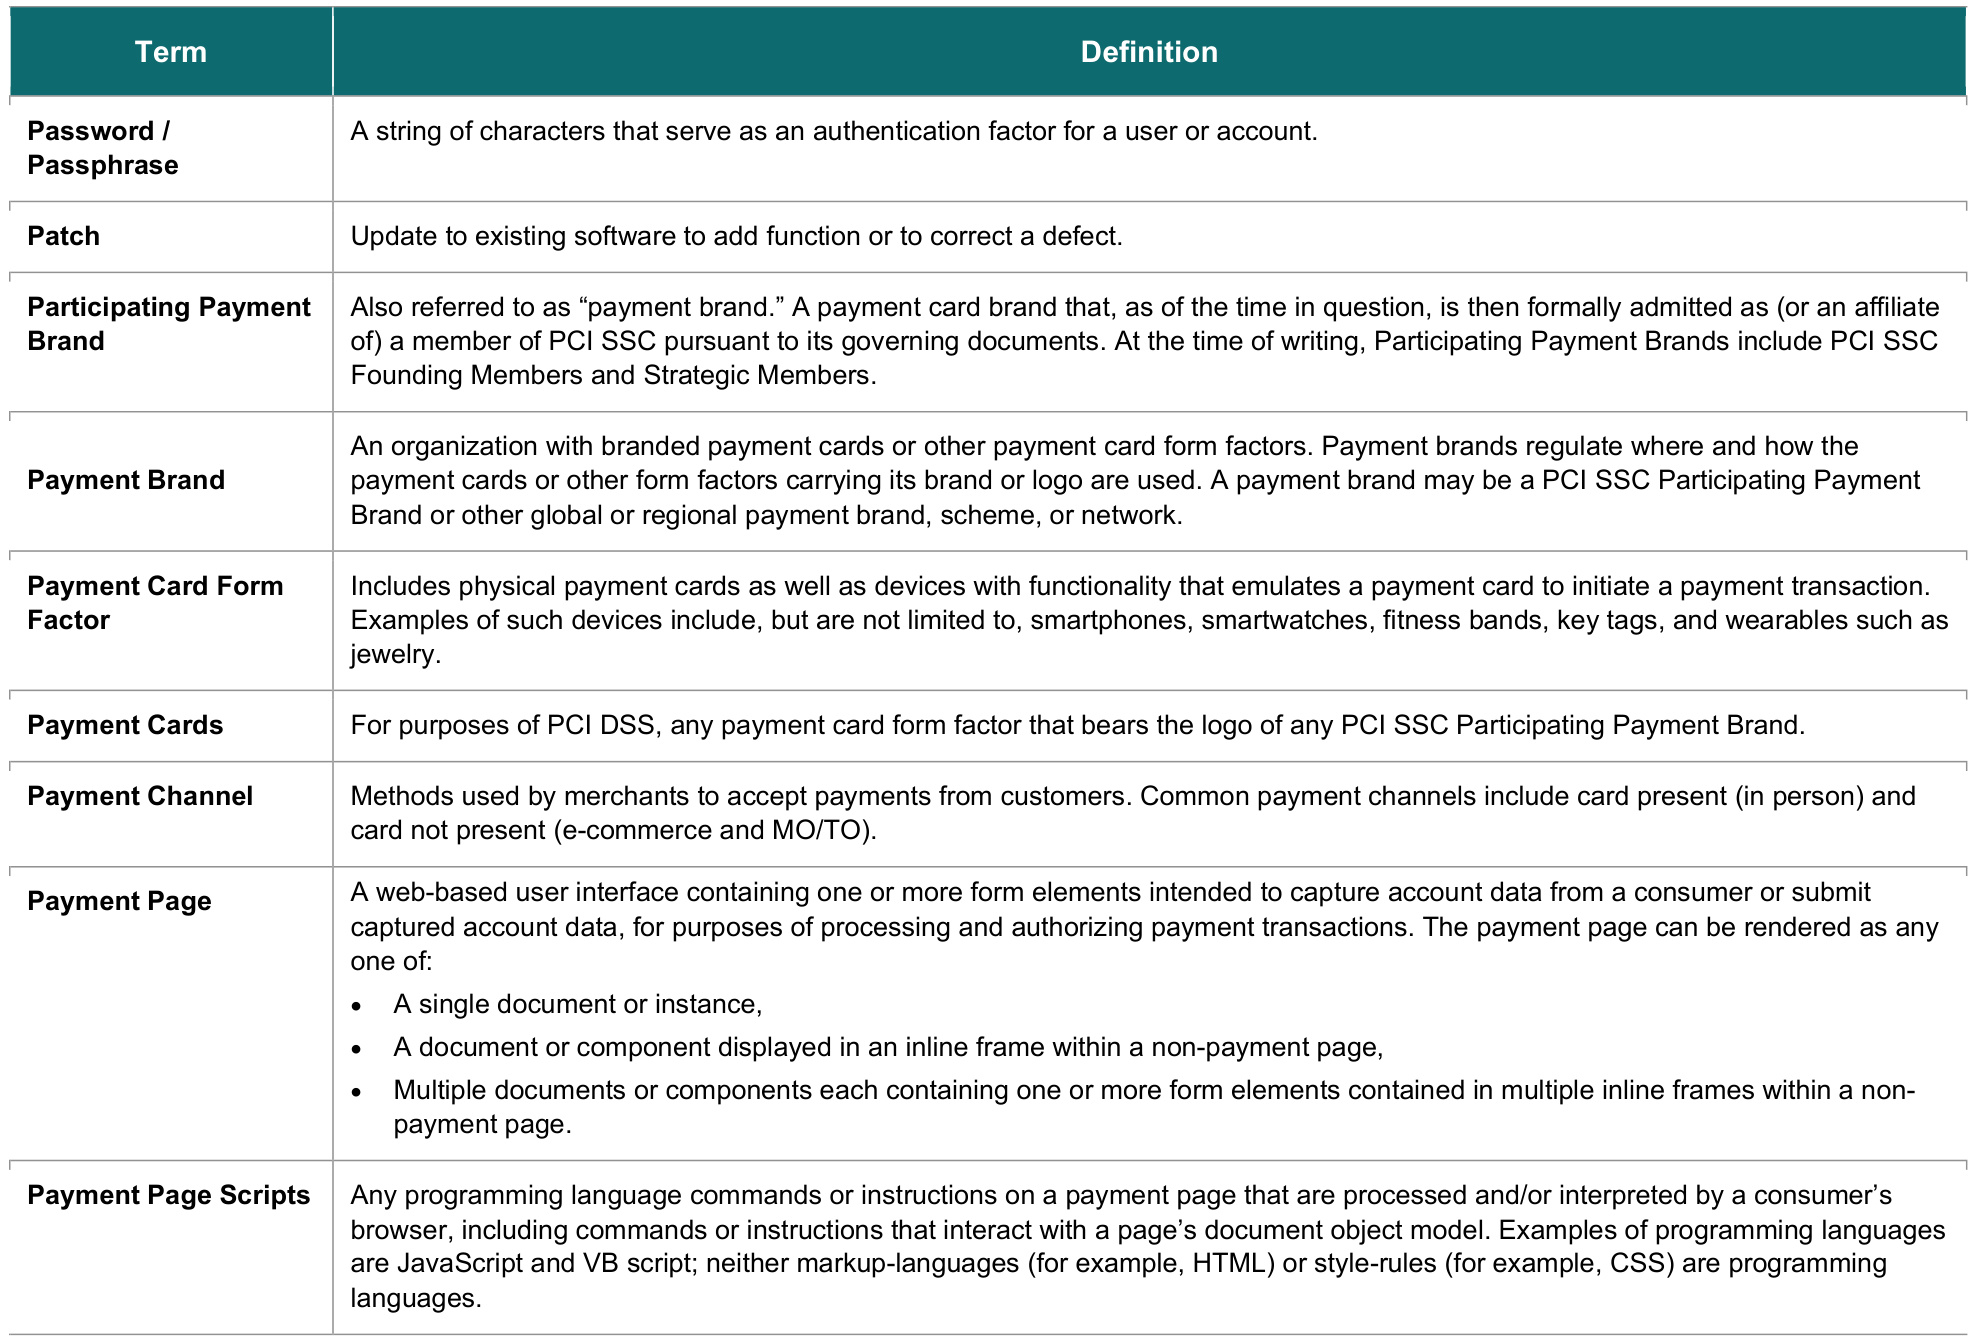 Term
Definition
Password /
Passphrase
A string of characters that serve as an authentication factor for a user or account.
Patch
Update to existing software to add function or to correct a defect.
Participating Payment
Brand
Also referred to as “payment brand.” A payment card brand that, as of the time in question, is then formally admitted as (or an affiliate
of) a member of PCI SSC pursuant to its governing documents. At the time of writing, Participating Payment Brands include PCI SSC
Founding Members and Strategic Members.
Payment Brand
An organization with branded payment cards or other payment card form factors. Payment brands regulate where and how the
payment cards or other form factors carrying its brand or logo are used. A payment brand may be a PCI SSC Participating Payment
Brand or other global or regional payment brand, scheme, or network.
Payment Card Form
Factor
Includes physical payment cards as well as devices with functionality that emulates a payment card to initiate a payment transaction.
Examples of such devices include, but are not limited to, smartphones, smartwatches, fitness bands, key tags, and wearables such as
jewelry.
Payment Cards
For purposes of PCI DSS, any payment card form factor that bears the logo of any PCI SSC Participating Payment Brand.
Payment Channel
Methods used by merchants to accept payments from customers. Common payment channels include card present (in person) and
card not present (e-commerce and MO/TO).
Payment Page
A web-based user interface containing one or more form elements intended to capture account data from a consumer or submit
captured account data, for purposes of processing and authorizing payment transactions. The payment page can be rendered as any
one of:
• A single document or instance,
• A document or component displayed in an inline frame within a non-payment page,
• Multiple documents or components each containing one or more form elements contained in multiple inline frames within a non-
payment page.
Payment Page Scripts
Any programming language commands or instructions on a payment page that are processed and/or interpreted by a consumer’s
browser, including commands or instructions that interact with a page’s document object model. Examples of programming languages
are JavaScript and VB script; neither markup-languages (for example, HTML) or style-rules (for example, CSS) are programming
languages.